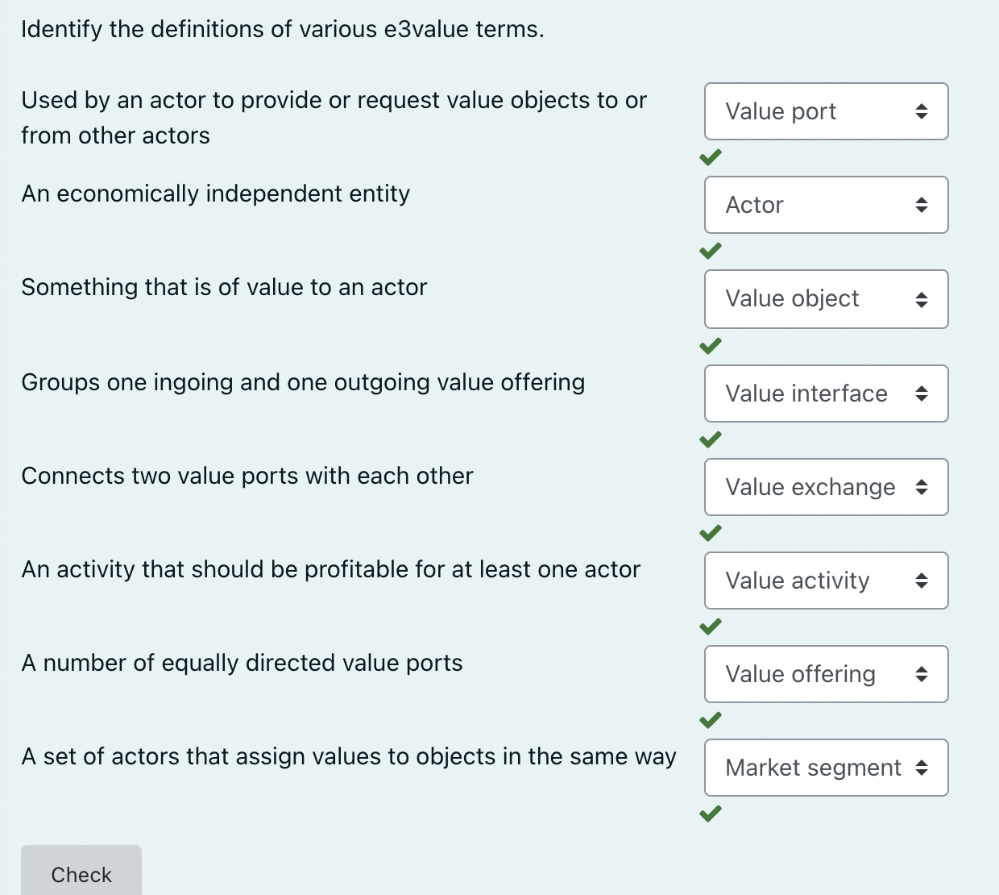 Identify the definitions of various e3value terms.
Used by an actor to provide or request value objects to or
from other actors
Value port
An economically independent entity
Actor
Something that is of value to an actor
Value object
Groups one ingoing and one outgoing value offering
Value interface
Connects two value ports with each other
Value exchange
An activity that should be profitable for at least one actor
Value activity
A number of equally directed value ports
Value offering
A set of actors that assign values to objects in the same way
Market segment
Check